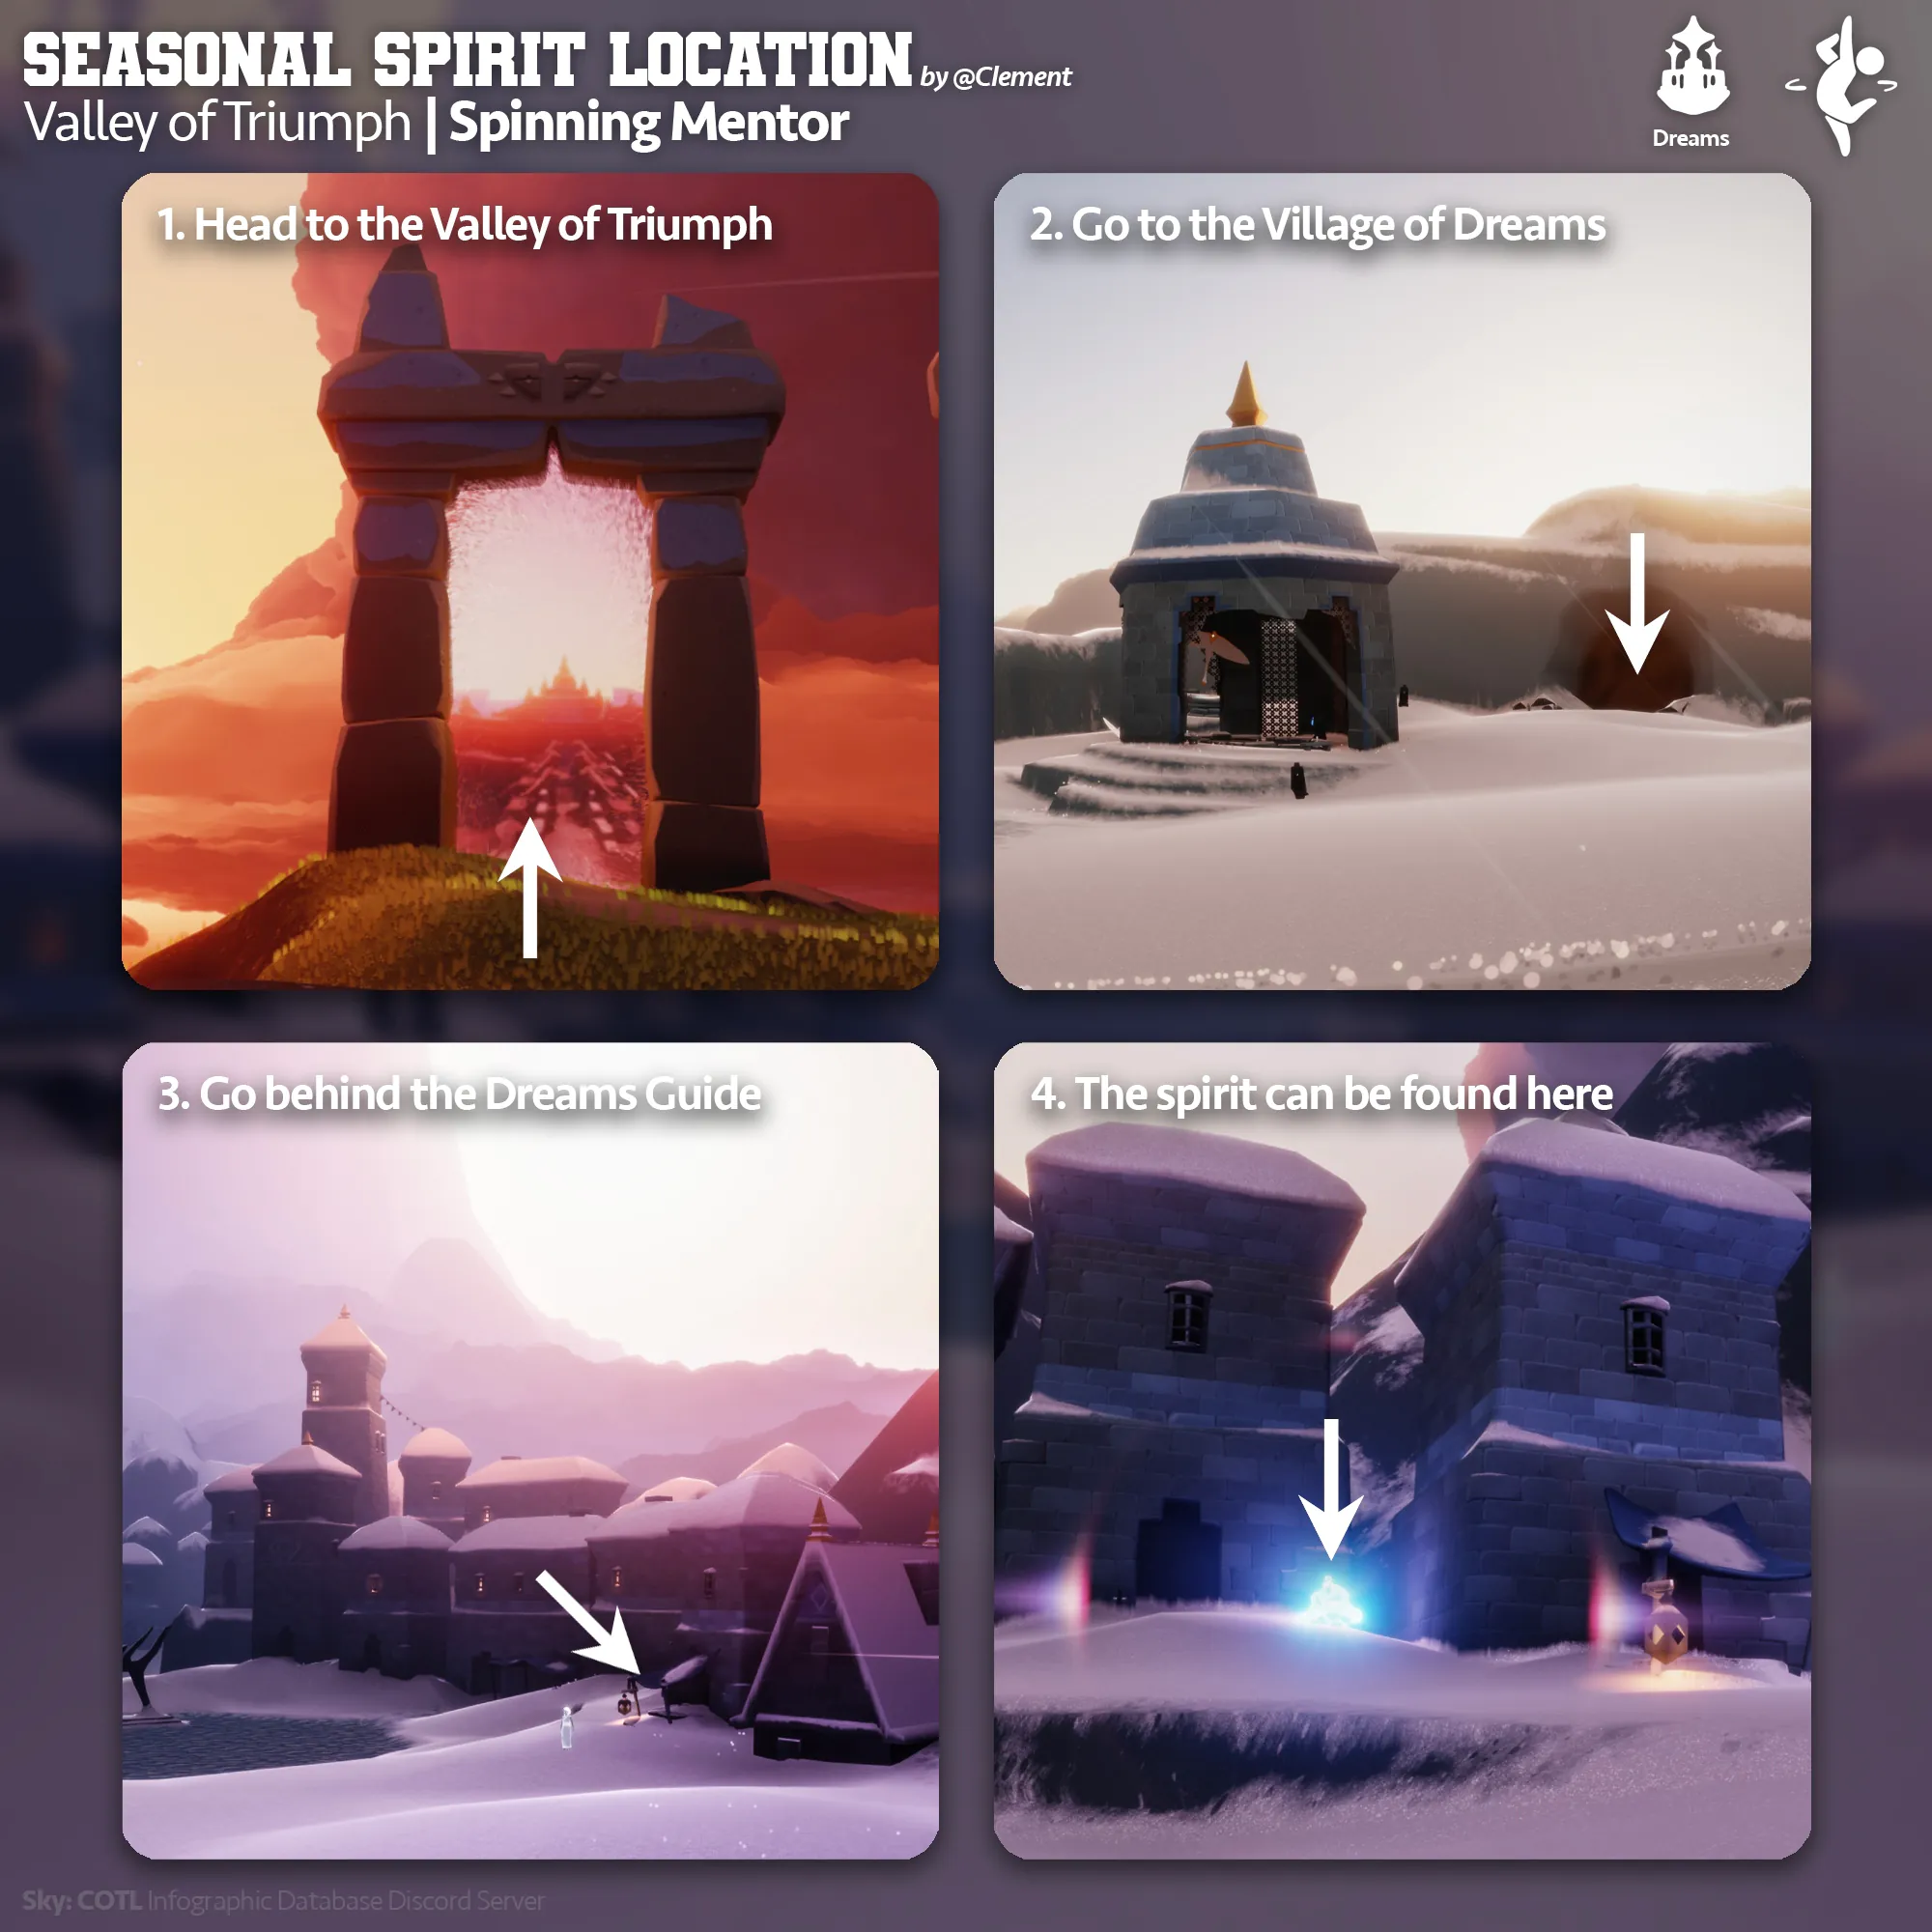 SEASONAL SPIRIT LOCATION by @Clement
Valley of Triumph | Spinning Mentor
Dreams
1. Head to the Valley of Triumph
2. Go to the Village of Dreams
3. Go behind the Dreams Guide
4. The spirit can be found here
Sky: COTL Infographic Database Discord Server